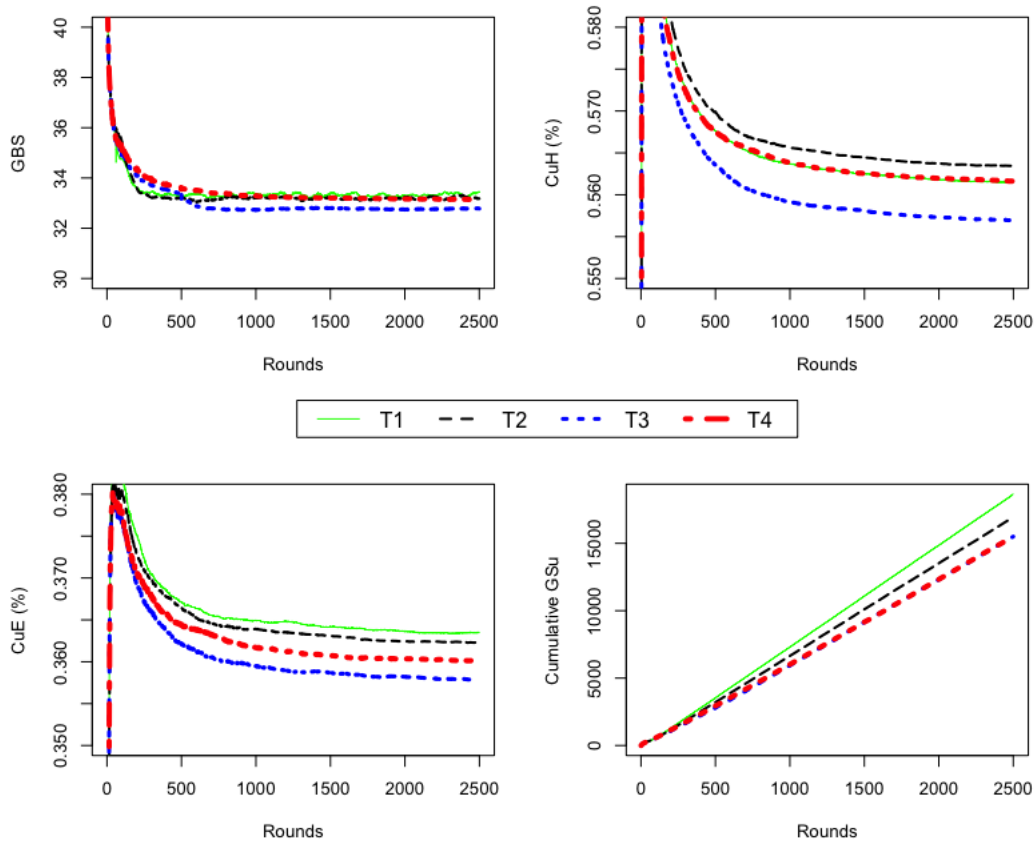 GBS
30 32 34 36 38 40
0 500 1000 1500 2000 2500
Rounds
CuH (%)
0.550 0.560 0.570 0.580
0 500 1000 1500 2000 2500
Rounds
T1 T2 T3 T4
CuE (%)
0.350 0.360 0.370 0.380
0 500 1000 1500 2000 2500
Rounds
Cumulative GSu
0 5000 10000 15000
0 500 1000 1500 2000 2500
Rounds